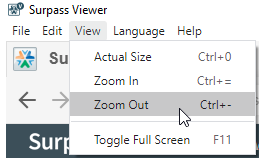 Surpass Viewer
File Edit View Language Help
Su
Actual Size Ctrl+0
Zoom In Ctrl+=
Zoom Out Ctrl+-
Toggle Full Screen F11
Surp